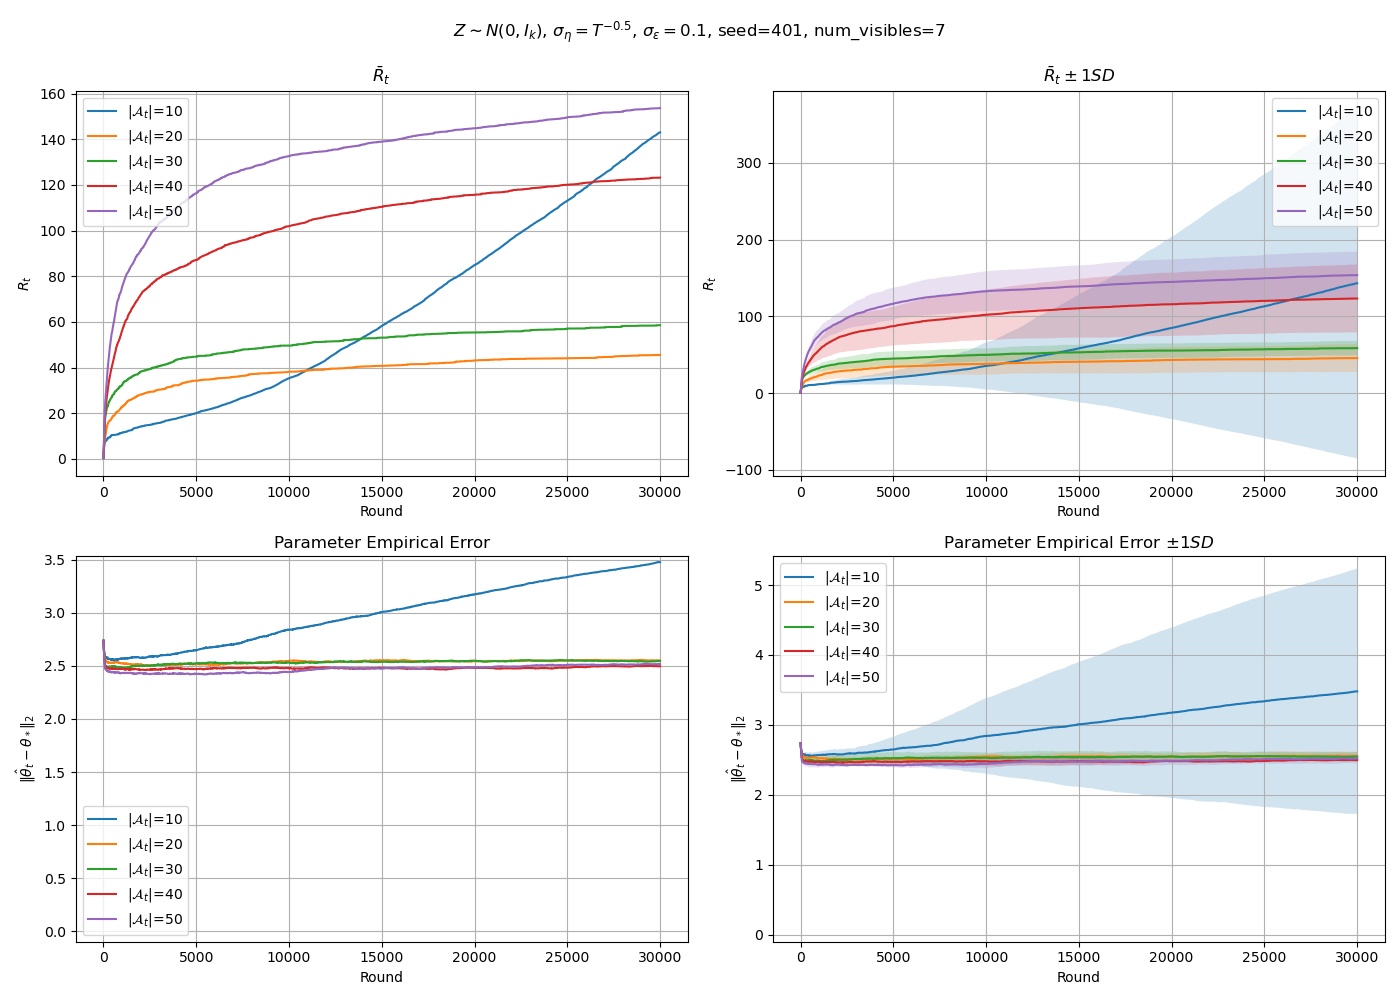 Z ∼ N(0, I_k), σ_η = T^{−0.5}, σ_ε = 0.1, seed=401, num_visibles=7
R̄_t
R_t
160
140
120
100
80
60
40
20
0
|𝒜_t|=10
|𝒜_t|=20
|𝒜_t|=30
|𝒜_t|=40
|𝒜_t|=50
0 5000 10000 15000 20000 25000 30000
Round
R̄_t ± 1SD
R_t
300
200
100
0
−100
|𝒜_t|=10
|𝒜_t|=20
|𝒜_t|=30
|𝒜_t|=40
|𝒜_t|=50
0 5000 10000 15000 20000 25000 30000
Round
Parameter Empirical Error
‖θ̂_t − θ_*‖_2
3.5
3.0
2.5
2.0
1.5
1.0
0.5
0.0
|𝒜_t|=10
|𝒜_t|=20
|𝒜_t|=30
|𝒜_t|=40
|𝒜_t|=50
0 5000 10000 15000 20000 25000 30000
Round
Parameter Empirical Error ±1SD
‖θ̂_t − θ_*‖_2
5
4
3
2
1
0
|𝒜_t|=10
|𝒜_t|=20
|𝒜_t|=30
|𝒜_t|=40
|𝒜_t|=50
0 5000 10000 15000 20000 25000 30000
Round